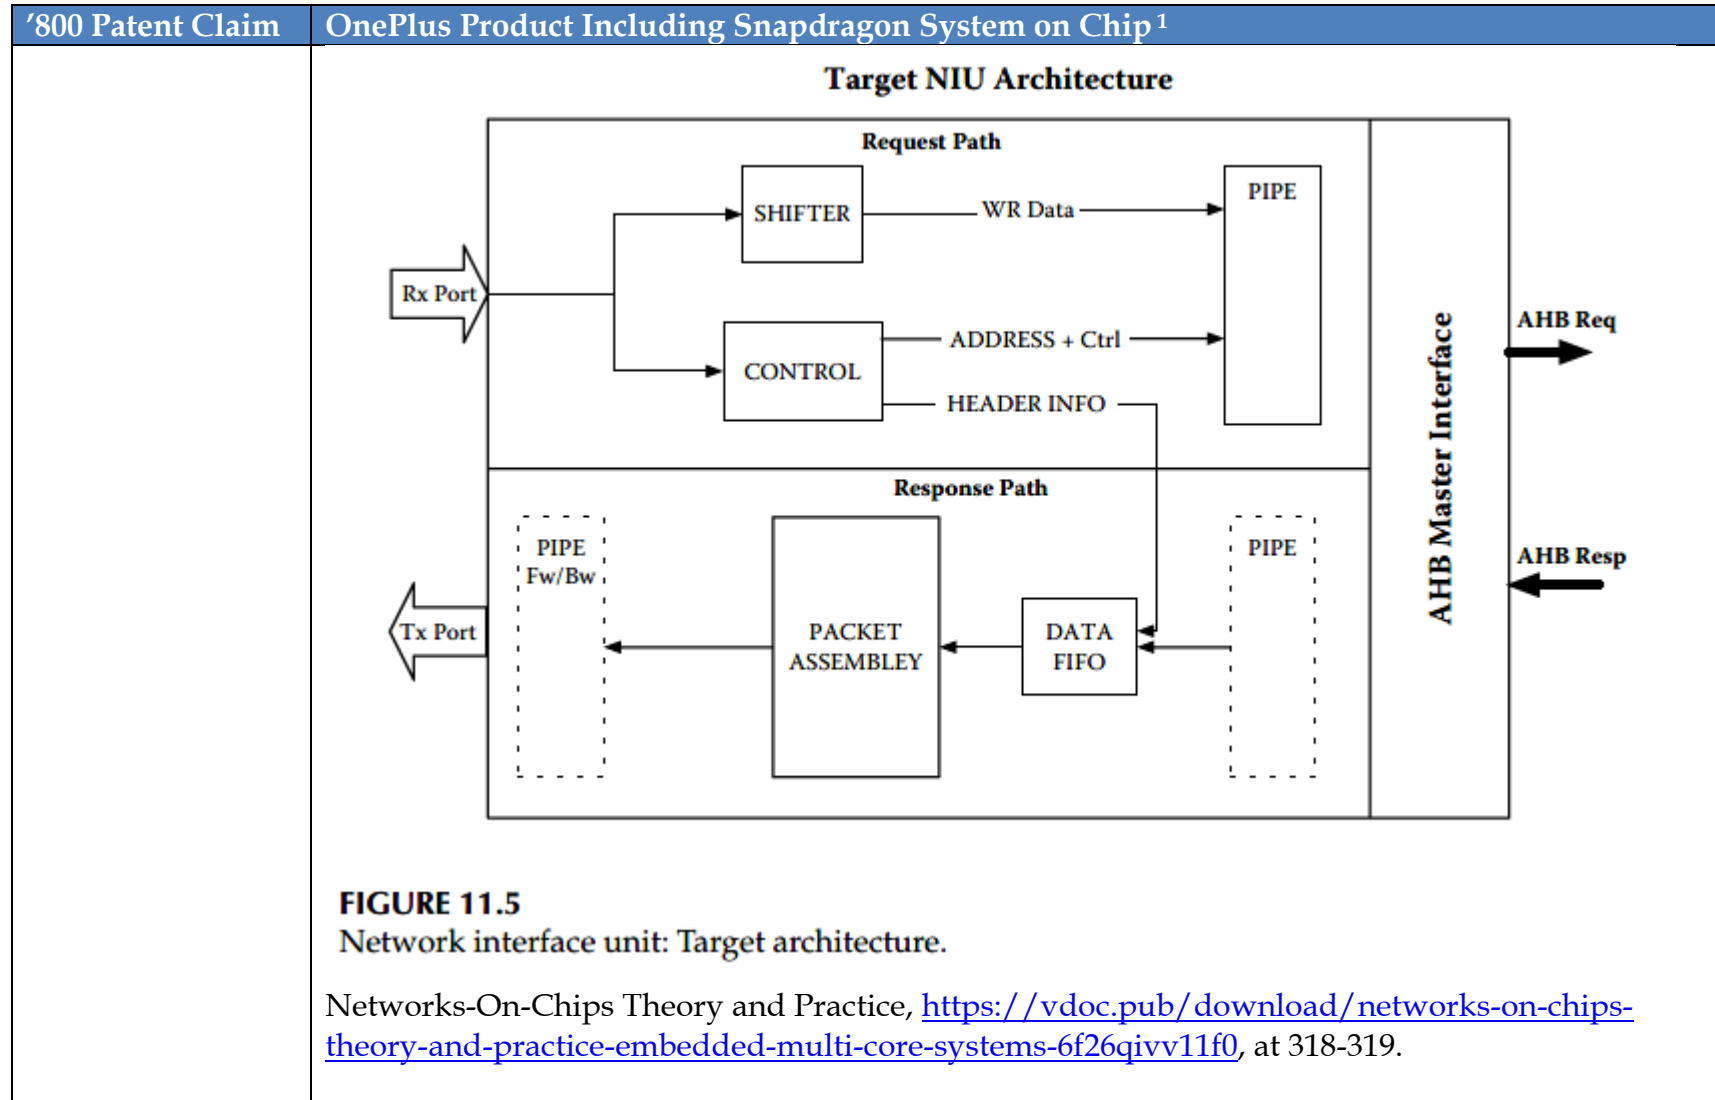 ’800 Patent Claim
OnePlus Product Including Snapdragon System on Chip 1
Target NIU Architecture
Request Path
SHIFTER
WR Data
PIPE
Rx Port
CONTROL
ADDRESS + Ctrl
HEADER INFO
AHB Master Interface
AHB Req
Response Path
PIPE
Fw/Bw
PIPE
AHB Resp
Tx Port
PACKET
ASSEMBLEY
DATA
FIFO
FIGURE 11.5
Network interface unit: Target architecture.
Networks-On-Chips Theory and Practice, https://vdoc.pub/download/networks-on-chips-
theory-and-practice-embedded-multi-core-systems-6f26qivv11f0, at 318-319.